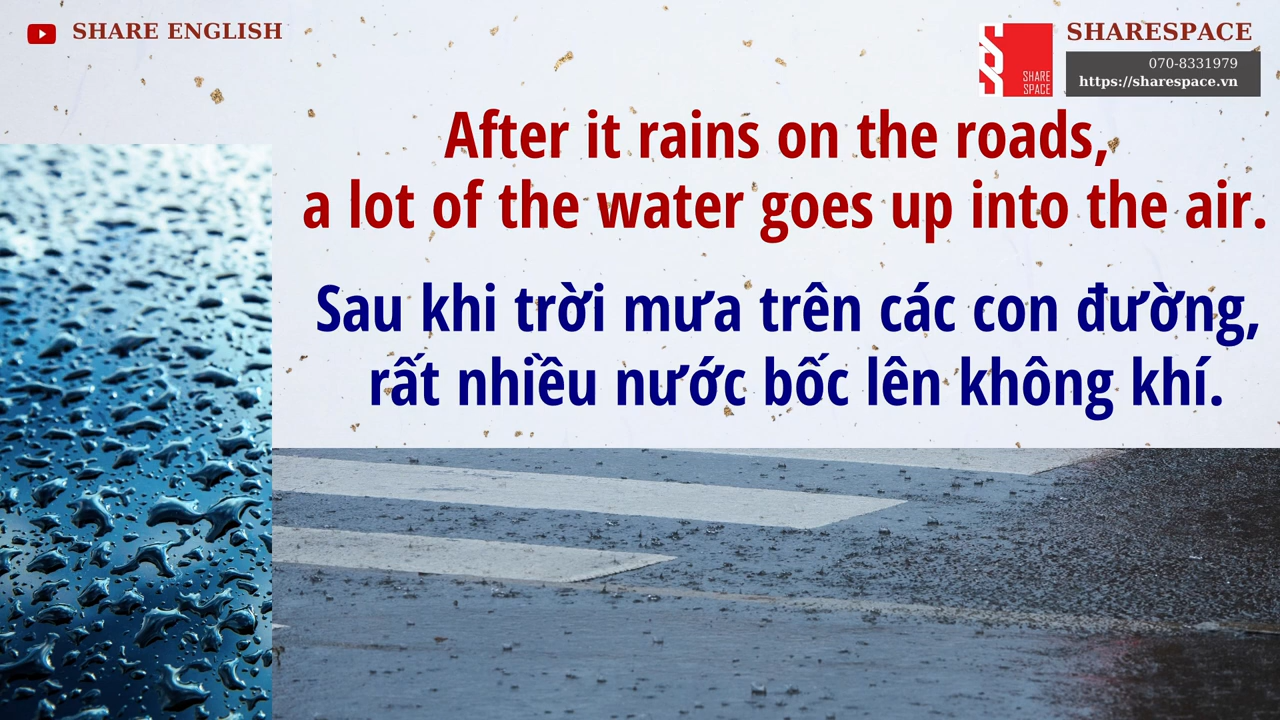 SHARE ENGLISH
SHARESPACE
070-8331979
https://sharespace.vn
SHARE
SPACE
After it rains on the roads,
a lot of the water goes up into the air.
Sau khi trời mưa trên các con đường,
rất nhiều nước bốc lên không khí.